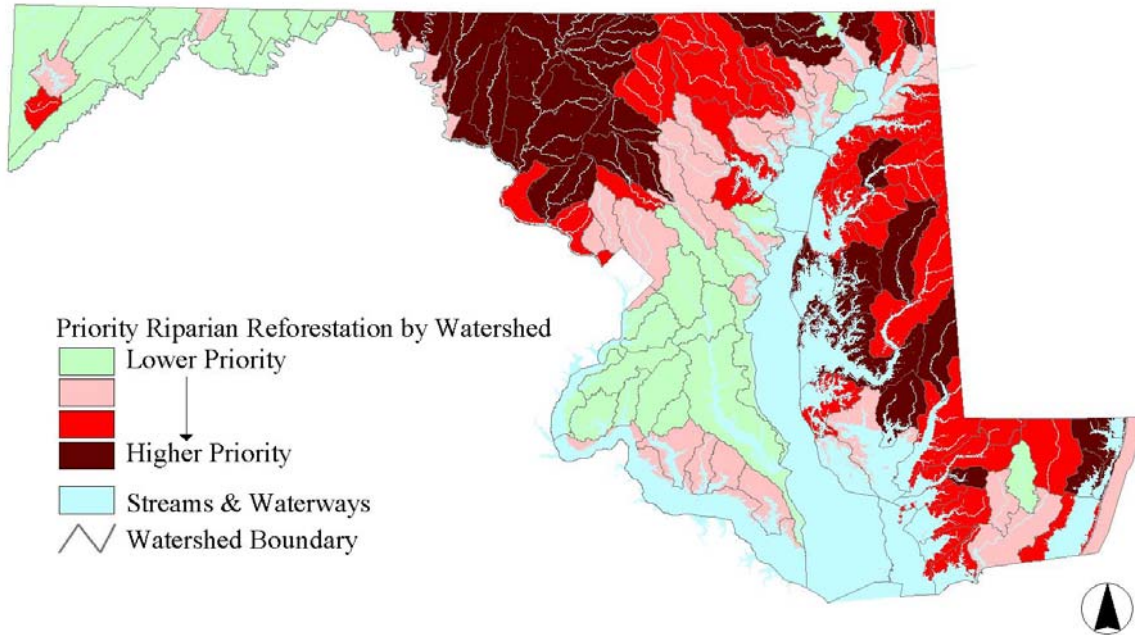 Priority Riparian Reforestation by Watershed
Lower Priority
Higher Priority
Streams & Waterways
Watershed Boundary